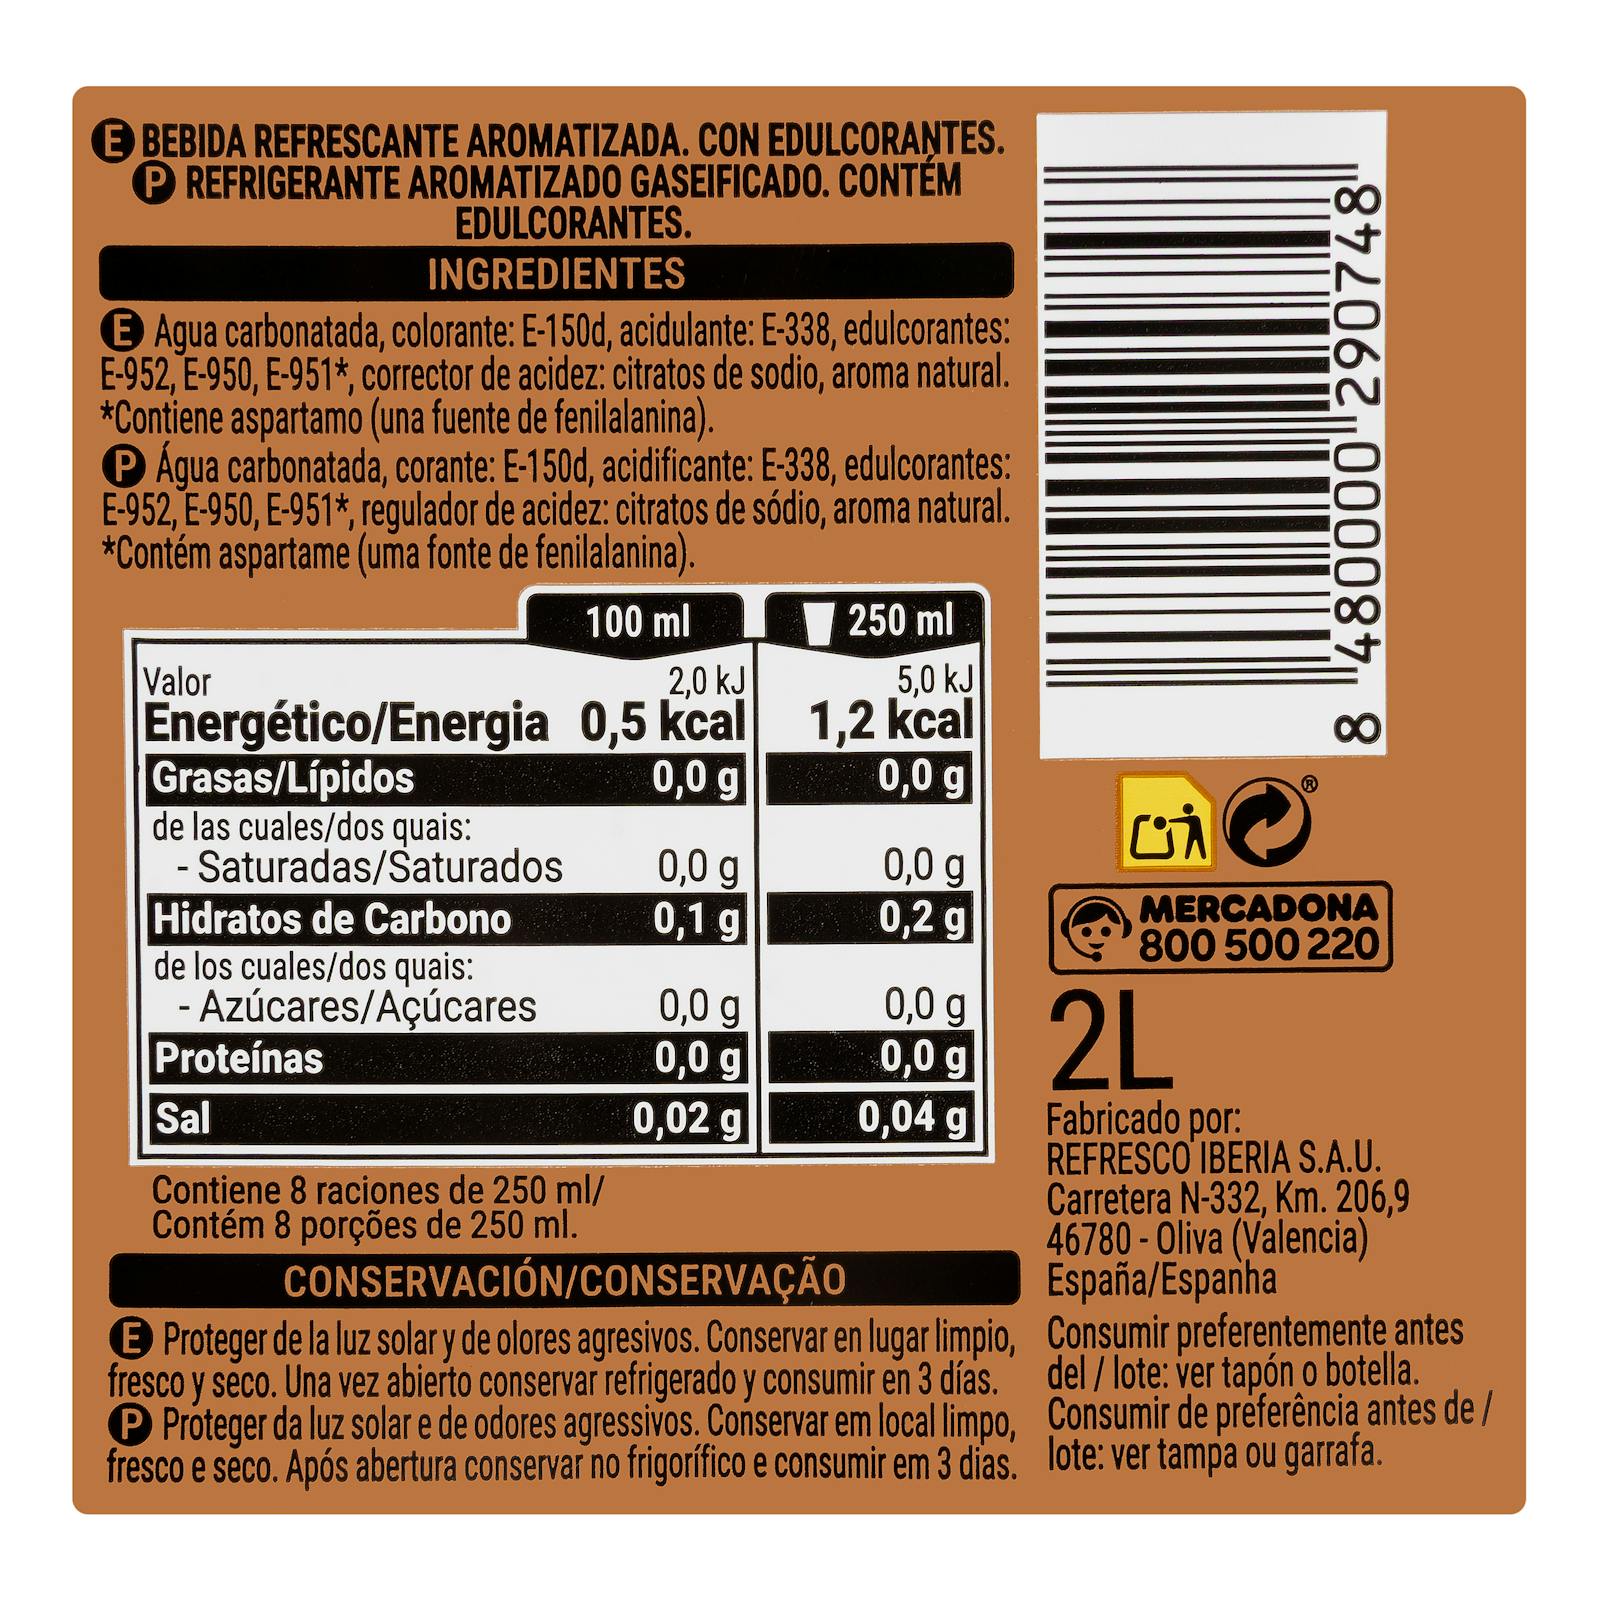 E BEBIDA REFRESCANTE AROMATIZADA. CON EDULCORANTES.
P REFRIGERANTE AROMATIZADO GASEIFICADO. CONTÉM
EDULCORANTES.
INGREDIENTES
E Agua carbonatada, colorante: E-150d, acidulante: E-338, edulcorantes:
E-952, E-950, E-951*, corrector de acidez: citratos de sodio, aroma natural.
*Contiene aspartamo (una fuente de fenilalanina).
P Água carbonatada, corante: E-150d, acidificante: E-338, edulcorantes:
E-952, E-950, E-951*, regulador de acidez: citratos de sódio, aroma natural.
*Contém aspartame (uma fonte de fenilalanina).
100 ml 250 ml
Valor 2,0 kJ 5,0 kJ
Energético/Energia 0,5 kcal 1,2 kcal
Grasas/Lípidos 0,0 g 0,0 g
de las cuales/dos quais:
- Saturadas/Saturados 0,0 g 0,0 g
Hidratos de Carbono 0,1 g 0,2 g
de los cuales/dos quais:
- Azúcares/Açúcares 0,0 g 0,0 g
Proteínas 0,0 g 0,0 g
Sal 0,02 g 0,04 g
Contiene 8 raciones de 250 ml/
Contém 8 porções de 250 ml.
CONSERVACIÓN/CONSERVAÇÃO
E Proteger de la luz solar y de olores agresivos. Conservar en lugar limpio,
fresco y seco. Una vez abierto conservar refrigerado y consumir en 3 días.
P Proteger da luz solar e de odores agressivos. Conservar em local limpo,
fresco e seco. Após abertura conservar no frigorífico e consumir em 3 dias.
8 480000 290748
®
MERCADONA
800 500 220
2L
Fabricado por:
REFRESCO IBERIA S.A.U.
Carretera N-332, Km. 206,9
46780 - Oliva (Valencia)
España/Espanha
Consumir preferentemente antes
del / lote: ver tapón o botella.
Consumir de preferência antes de /
lote: ver tampa ou garrafa.